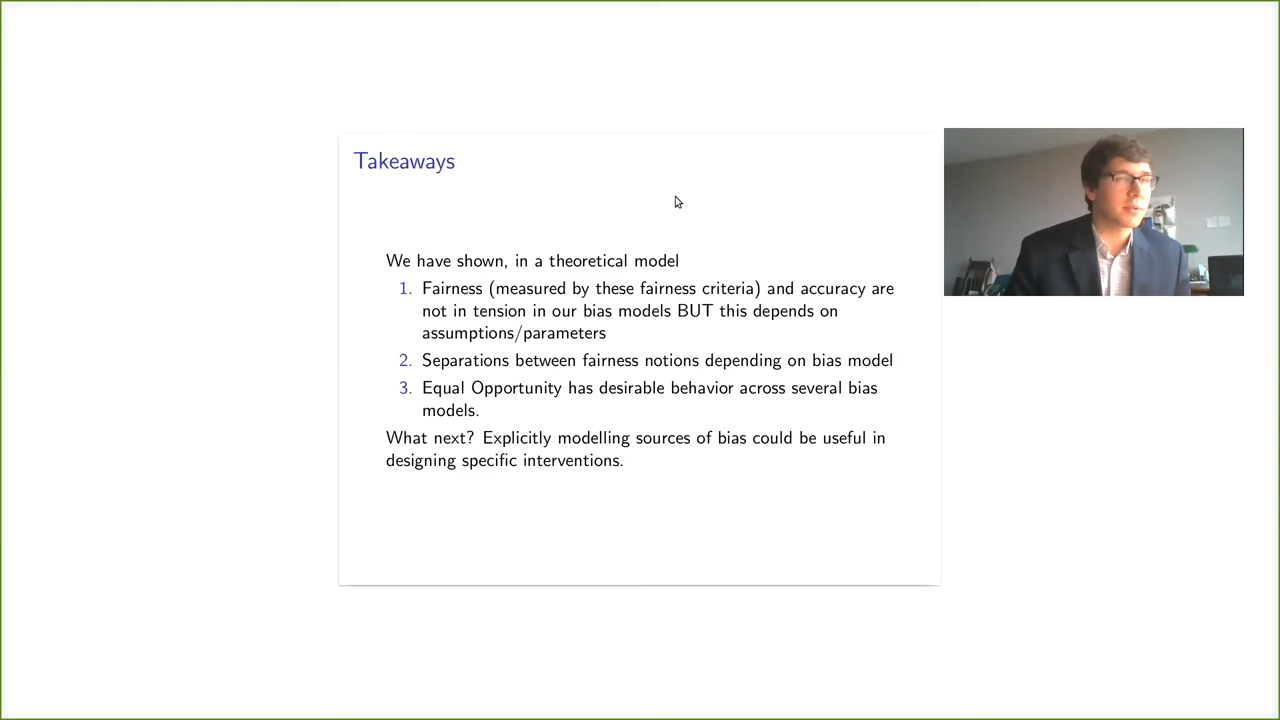 Takeaways
We have shown, in a theoretical model
1. Fairness (measured by these fairness criteria) and accuracy are
not in tension in our bias models BUT this depends on
assumptions/parameters
2. Separations between fairness notions depending on bias model
3. Equal Opportunity has desirable behavior across several bias
models.
What next? Explicitly modelling sources of bias could be useful in
designing specific interventions.